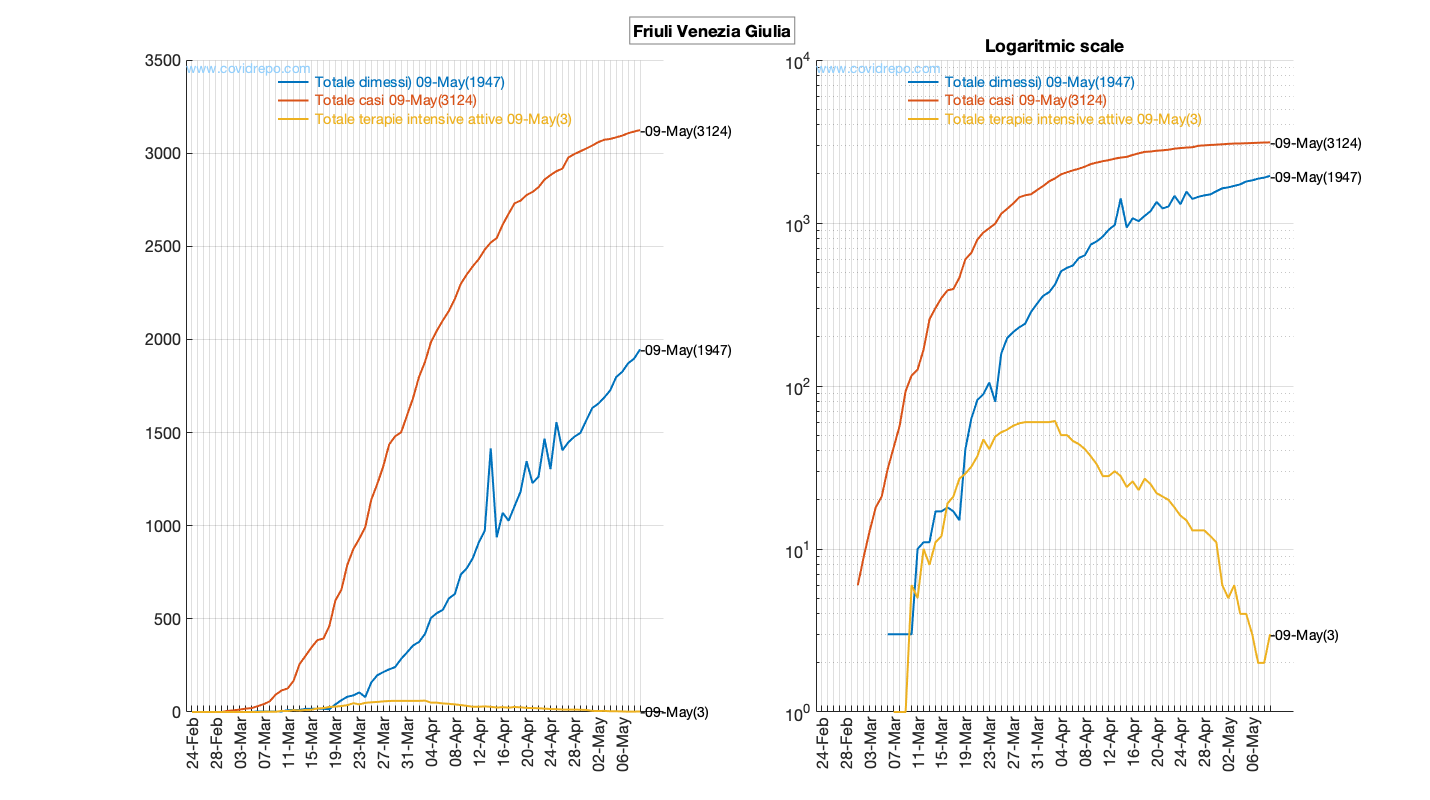 Friuli Venezia Giulia
www.covidrepo.com
Totale dimessi) 09-May(1947)
Totale casi 09-May(3124)
Totale terapie intensive attive 09-May(3)
3500
3000
2500
2000
1500
1000
500
0
-09-May(3124)
-09-May(1947)
-09-May(3)
24-Feb
28-Feb
03-Mar
07-Mar
11-Mar
15-Mar
19-Mar
23-Mar
27-Mar
31-Mar
04-Apr
08-Apr
12-Apr
16-Apr
20-Apr
24-Apr
28-Apr
02-May
06-May
Logaritmic scale
www.covidrepo.com
Totale dimessi) 09-May(1947)
Totale casi 09-May(3124)
Totale terapie intensive attive 09-May(3)
10^4
10^3
10^2
10^1
10^0
-09-May(3124)
-09-May(1947)
-09-May(3)
24-Feb
28-Feb
03-Mar
07-Mar
11-Mar
15-Mar
19-Mar
23-Mar
27-Mar
31-Mar
04-Apr
08-Apr
12-Apr
16-Apr
20-Apr
24-Apr
28-Apr
02-May
06-May